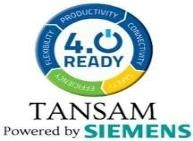 PRODUCTIVITY
FLEXIBILITY
CONNECTIVITY
4.0
READY
EFFICIENCY
SAFETY
TANSAM
Powered by SIEMENS